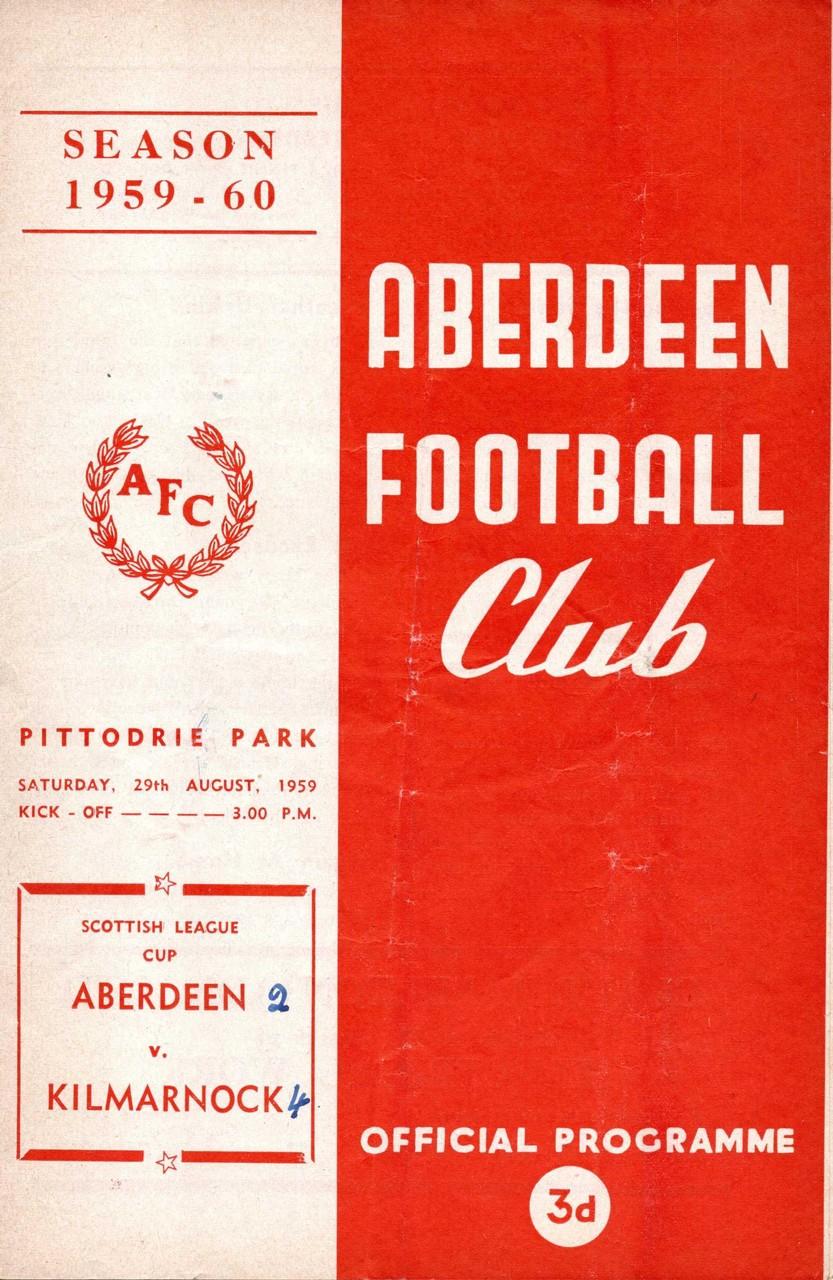 SEASON
1959 - 60
ABERDEEN
FOOTBALL
Club
AFC
PITTODRIE PARK
SATURDAY, 29th AUGUST, 1959
KICK - OFF — — — — 3.00 P.M.
SCOTTISH LEAGUE
CUP
ABERDEEN 2
v.
KILMARNOCK 4
OFFICIAL PROGRAMME
3d